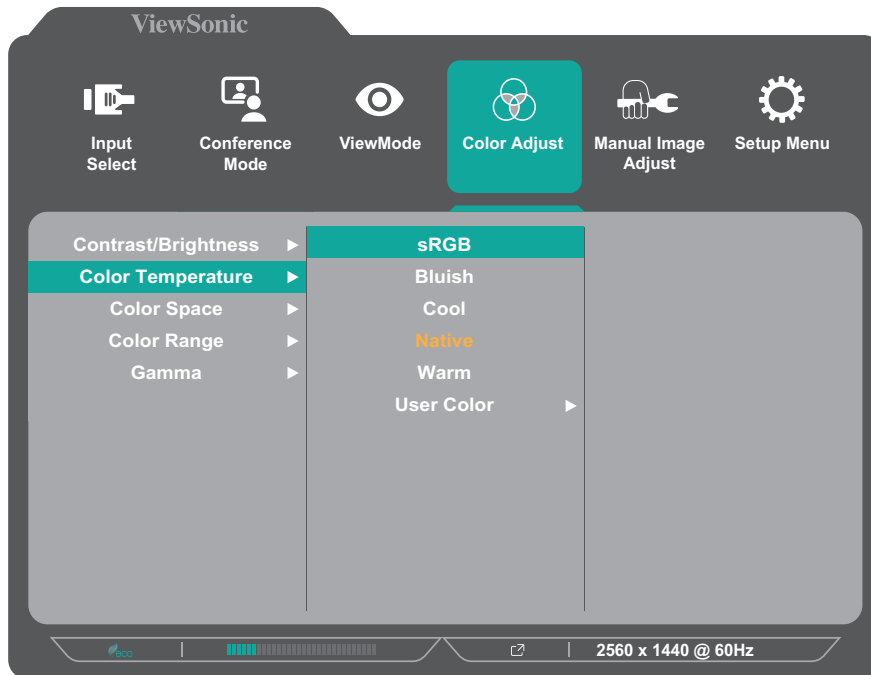 ViewSonic
Input
Select
Conference
Mode
ViewMode
Color Adjust
Manual Image
Adjust
Setup Menu
Contrast/Brightness
Color Temperature
Color Space
Color Range
Gamma
sRGB
Bluish
Cool
Native
Warm
User Color
eco
2560 x 1440 @ 60Hz